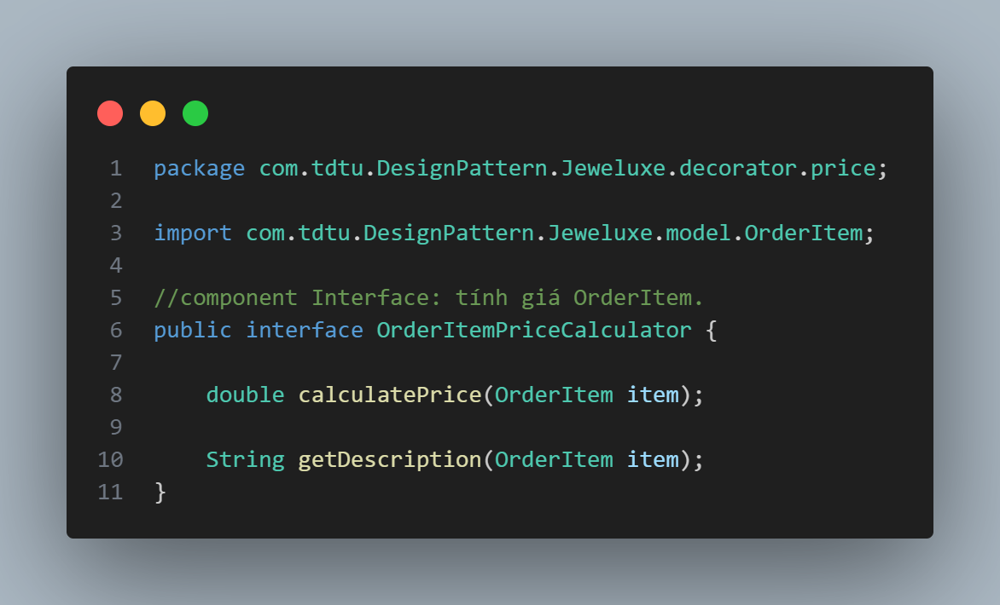 1 package com.tdtu.DesignPattern.Jeweluxe.decorator.price;
2
3 import com.tdtu.DesignPattern.Jeweluxe.model.OrderItem;
4
5 //component Interface: tính giá OrderItem.
6 public interface OrderItemPriceCalculator {
7
8     double calculatePrice(OrderItem item);
9
10     String getDescription(OrderItem item);
11 }